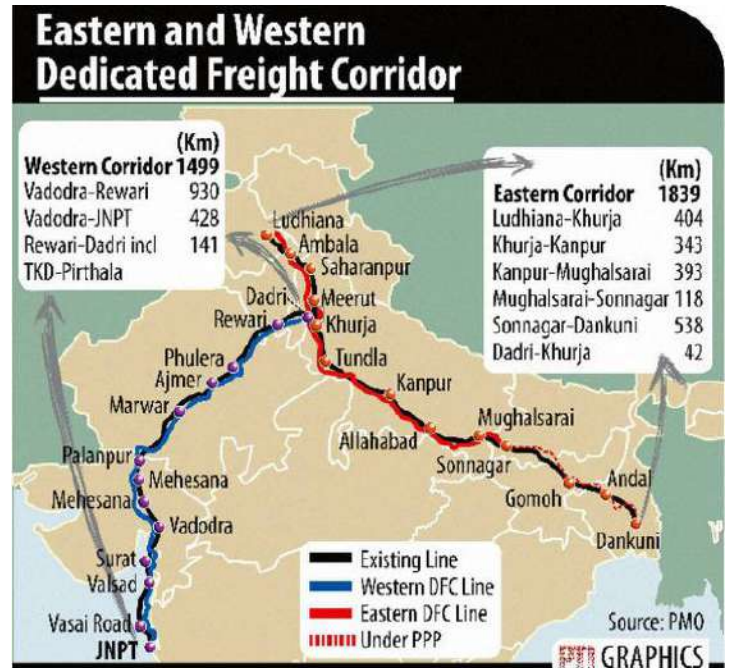 Eastern and Western
Dedicated Freight Corridor
(Km)
Western Corridor 1499
Vadodra-Rewari 930
Vadodra-JNPT 428
Rewari-Dadri incl 141
TKD-Pirthala
(Km)
Eastern Corridor 1839
Ludhiana-Khurja 404
Khurja-Kanpur 343
Kanpur-Mughalsarai 393
Mughalsarai-Sonnagar 118
Sonnagar-Dankuni 538
Dadri-Khurja 42
Ludhiana
Ambala
Saharanpur
Dadri
Meerut
Rewari
Khurja
Tundla
Phulera
Ajmer
Kanpur
Marwar
Mughalsarai
Allahabad
Palanpur
Sonnagar
Mehesana
Andal
Mehesana
Gomoh
Vadodra
Dankuni
Surat
Valsad
Vasai Road
JNPT
Existing Line
Western DFC Line
Eastern DFC Line
Under PPP
Source: PMO
PTI GRAPHICS